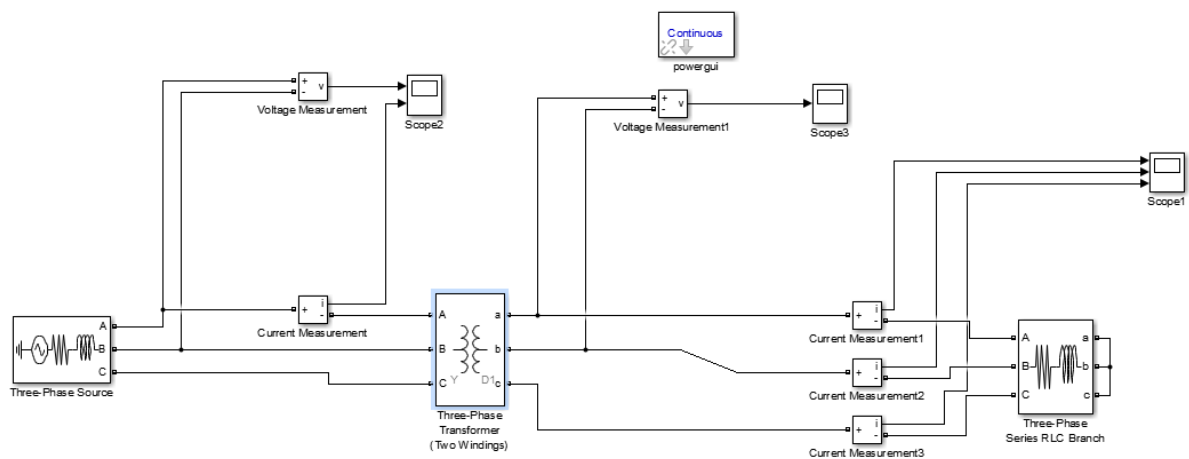 Continuous
powergui
+
-
v
Voltage Measurement
Scope2
+
-
v
Voltage Measurement1
Scope3
Scope1
+
i
-
Current Measurement
A
B
C
Three-Phase Source
A
B
C
Y
D1
a
b
c
Three-Phase
Transformer
(Two Windings)
+
i
-
Current Measurement1
+
i
-
Current Measurement2
+
i
-
Current Measurement3
A
B
C
a
b
c
Three-Phase
Series RLC Branch